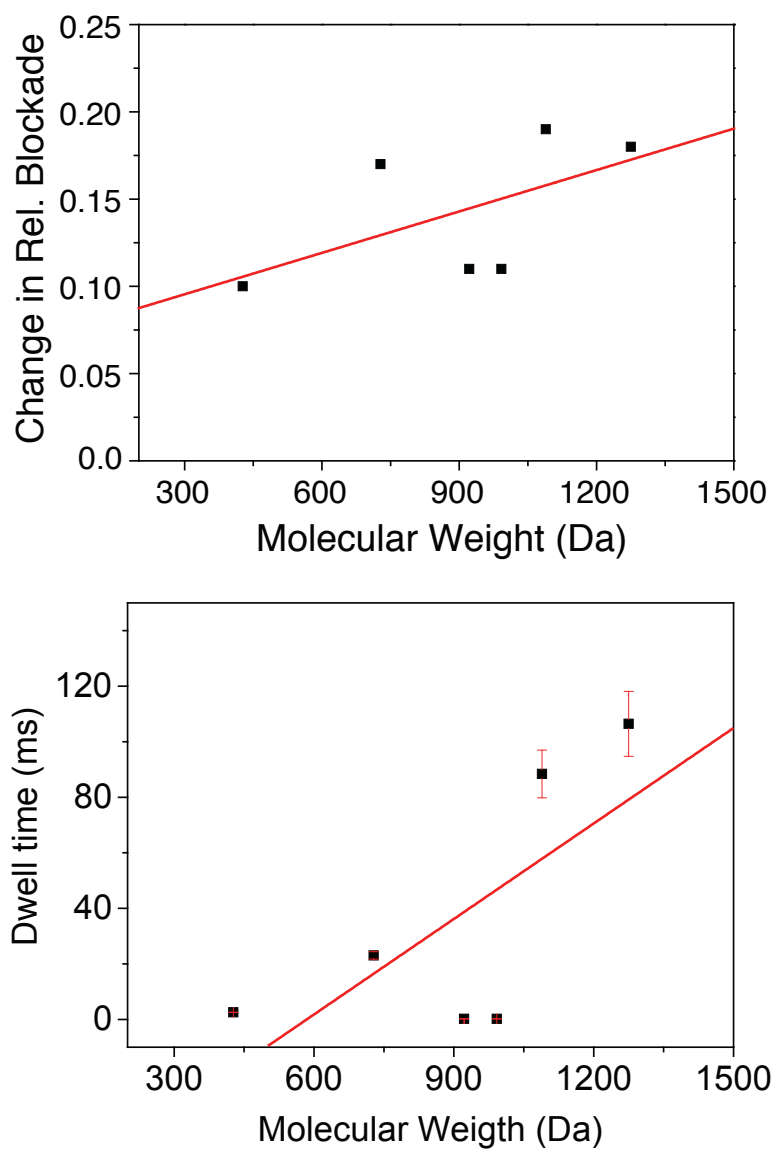 0.25
0.20
0.15
0.10
0.05
0.0
Change in Rel. Blockade
300 600 900 1200 1500
Molecular Weight (Da)
120
80
40
0
Dwell time (ms)
300 600 900 1200 1500
Molecular Weigth (Da)